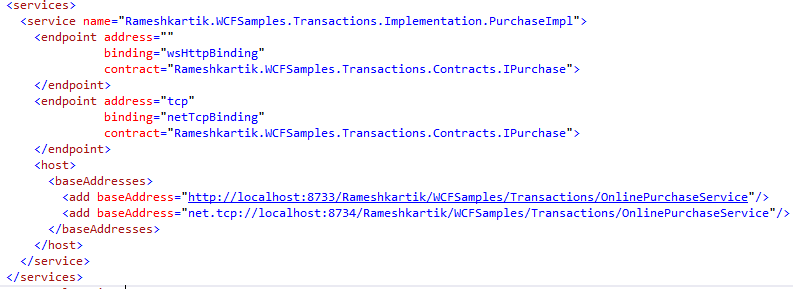 <services>
<service name="Rameshkartik.WCFSamples.Transactions.Implementation.PurchaseImpl">
<endpoint address=""
binding="wsHttpBinding"
contract="Rameshkartik.WCFSamples.Transactions.Contracts.IPurchase">
</endpoint>
<endpoint address="tcp"
binding="netTcpBinding"
contract="Rameshkartik.WCFSamples.Transactions.Contracts.IPurchase">
</endpoint>
<host>
<baseAddresses>
<add baseAddress="http://localhost:8733/Rameshkartik/WCFSamples/Transactions/OnlinePurchaseService"/>
<add baseAddress="net.tcp://localhost:8734/Rameshkartik/WCFSamples/Transactions/OnlinePurchaseService"/>
</baseAddresses>
</host>
</service>
</services>